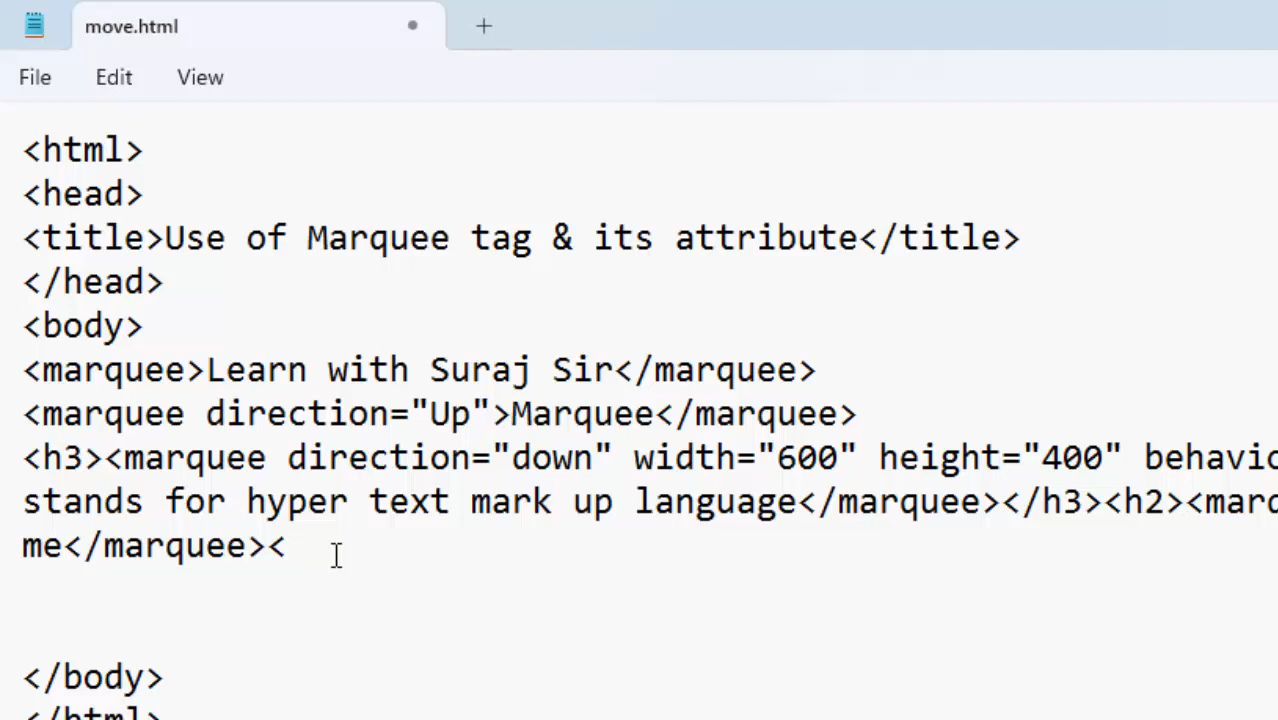 move.html
File Edit View
<html>
<head>
<title>Use of Marquee tag & its attribute</title>
</head>
<body>
<marquee>Learn with Suraj Sir</marquee>
<marquee direction="Up">Marquee</marquee>
<h3><marquee direction="down" width="600" height="400" behavio
stands for hyper text mark up language</marquee></h3><h2><marq
me</marquee><
</body>
</html>